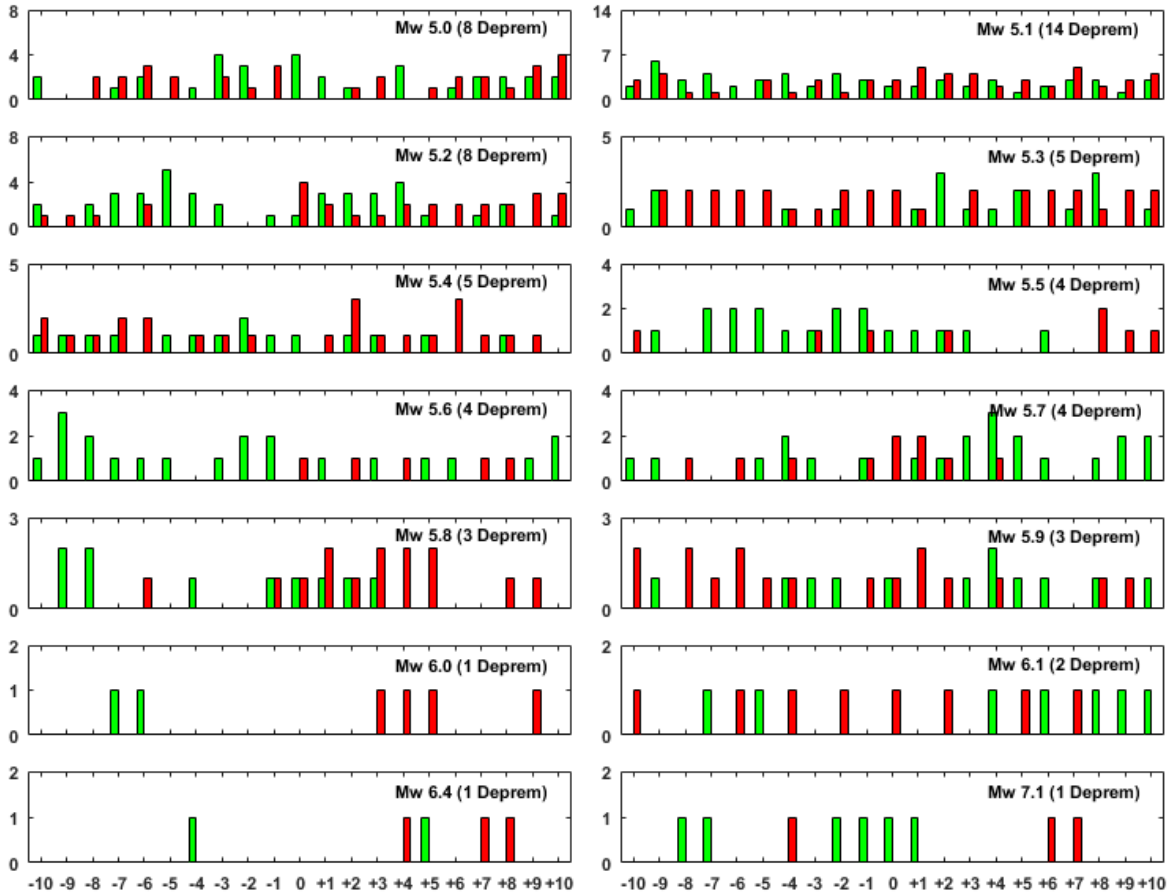 8
4
0
Mw 5.0 (8 Deprem)
14
7
0
Mw 5.1 (14 Deprem)
8
4
0
Mw 5.2 (8 Deprem)
5
0
Mw 5.3 (5 Deprem)
5
0
Mw 5.4 (5 Deprem)
4
2
0
Mw 5.5 (4 Deprem)
4
2
0
Mw 5.6 (4 Deprem)
4
2
0
Mw 5.7 (4 Deprem)
3
0
Mw 5.8 (3 Deprem)
3
0
Mw 5.9 (3 Deprem)
2
1
0
Mw 6.0 (1 Deprem)
2
1
0
Mw 6.1 (2 Deprem)
2
1
0
Mw 6.4 (1 Deprem)
-10 -9 -8 -7 -6 -5 -4 -3 -2 -1 0 +1 +2 +3 +4 +5 +6 +7 +8 +9 +10
2
1
0
Mw 7.1 (1 Deprem)
-10 -9 -8 -7 -6 -5 -4 -3 -2 -1 0 +1 +2 +3 +4 +5 +6 +7 +8 +9 +10